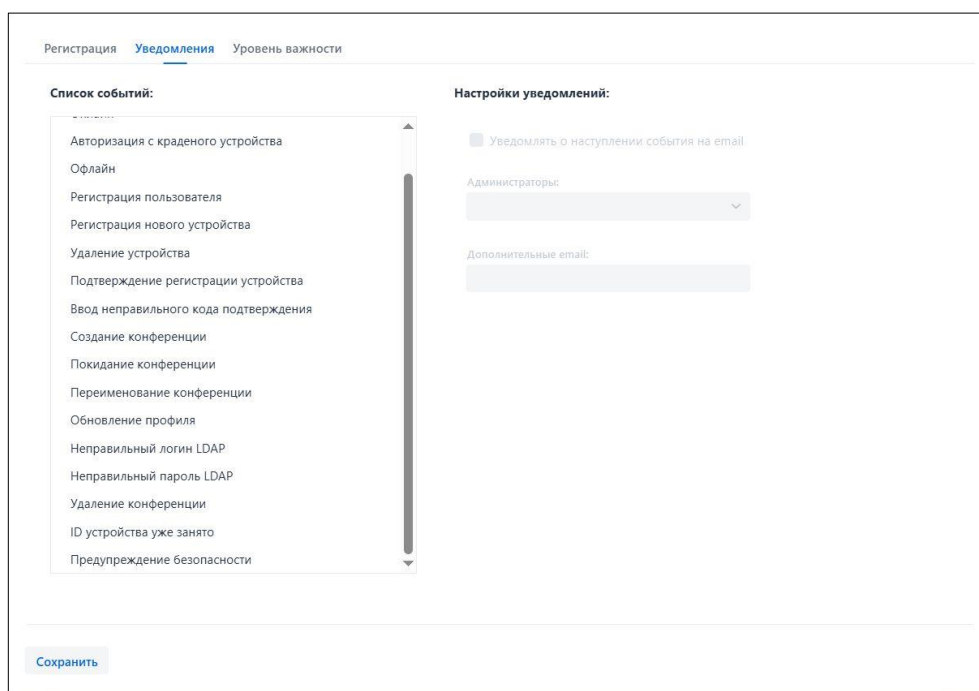 Регистрация Уведомления Уровень важности
Список событий:
Авторизация с краденого устройства
Офлайн
Регистрация пользователя
Регистрация нового устройства
Удаление устройства
Подтверждение регистрации устройства
Ввод неправильного кода подтверждения
Создание конференции
Покидание конференции
Переименование конференции
Обновление профиля
Неправильный логин LDAP
Неправильный пароль LDAP
Удаление конференции
ID устройства уже занято
Предупреждение безопасности
Настройки уведомлений:
Уведомлять о наступлении события на email
Администраторы:
Дополнительные email:
Сохранить